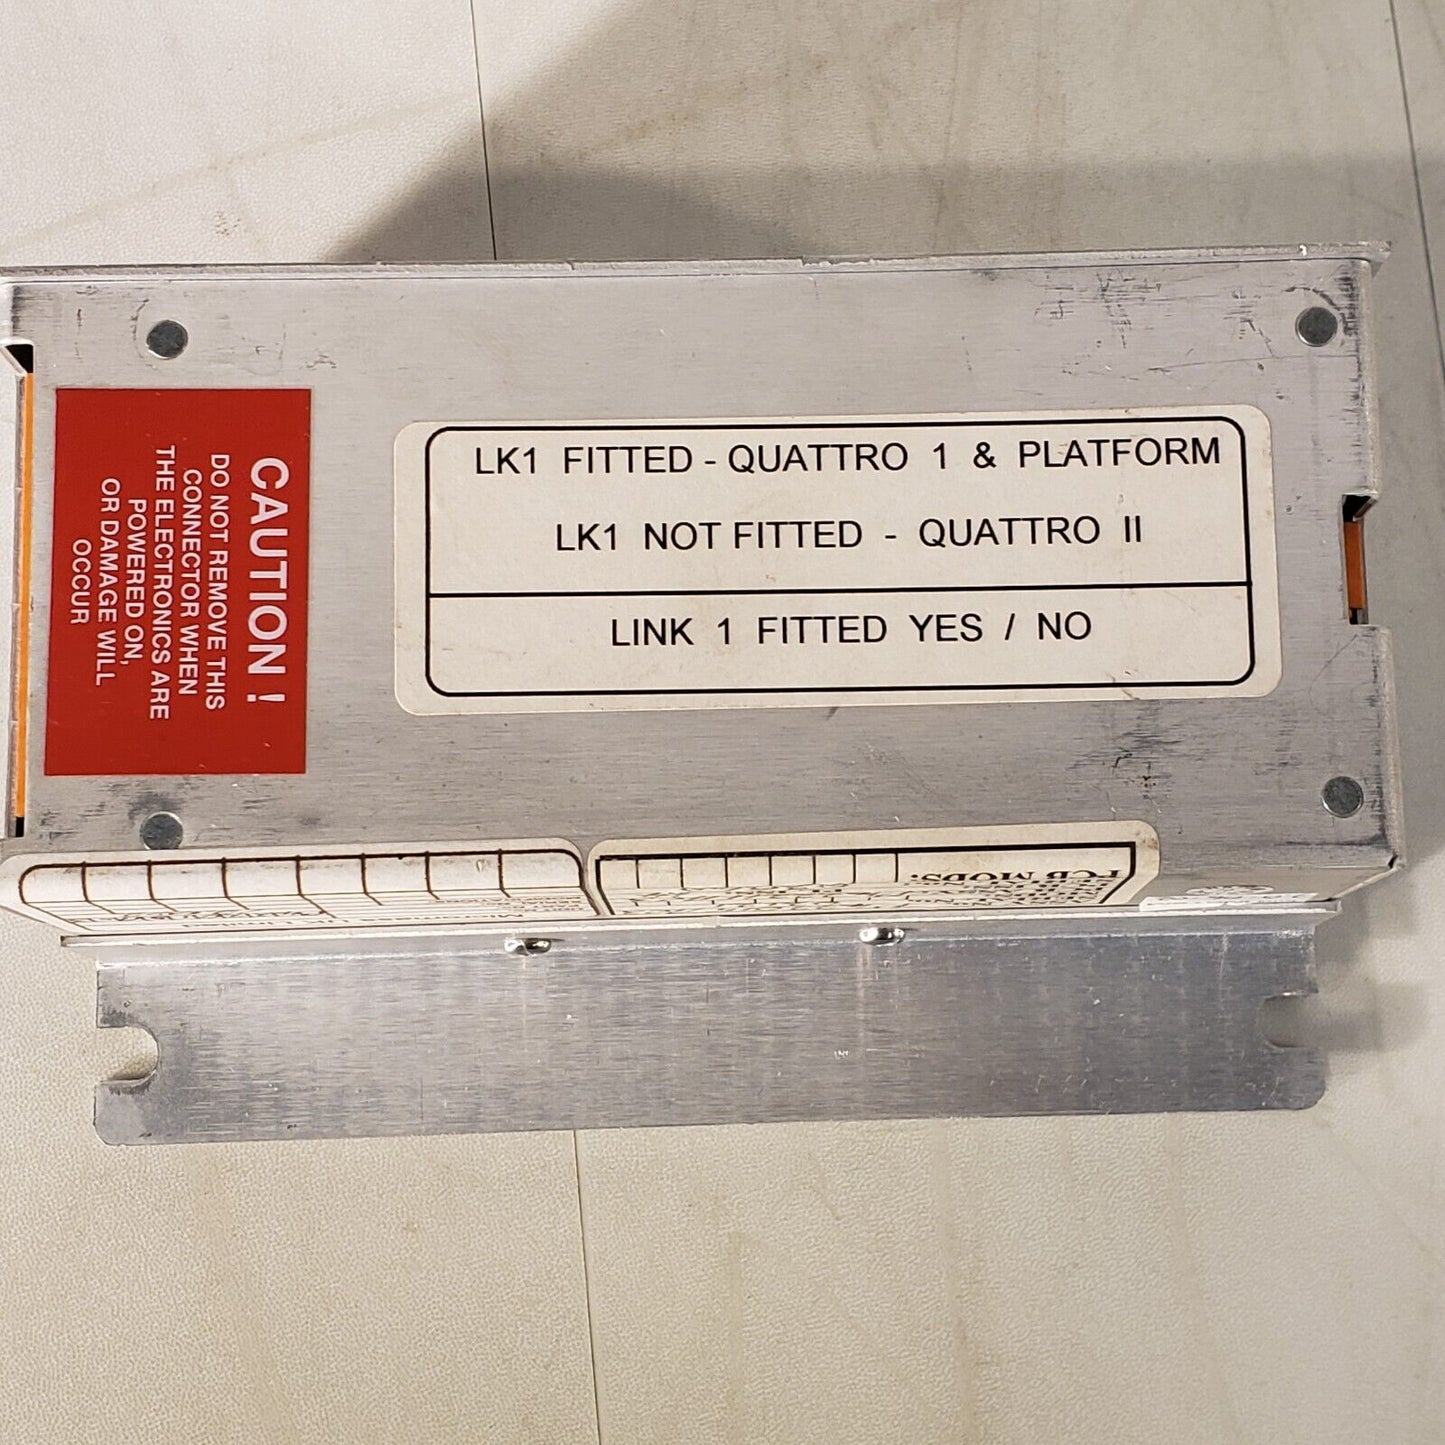 CAUTION !
DO NOT REMOVE THIS
CONNECTOR WHEN
THE ELECTRONICS ARE
POWERED ON,
OR DAMAGE WILL
OCCUR
LK1 FITTED - QUATTRO 1 & PLATFORM
LK1 NOT FITTED - QUATTRO II
LINK 1 FITTED YES / NO
PCB MODS:
Limited